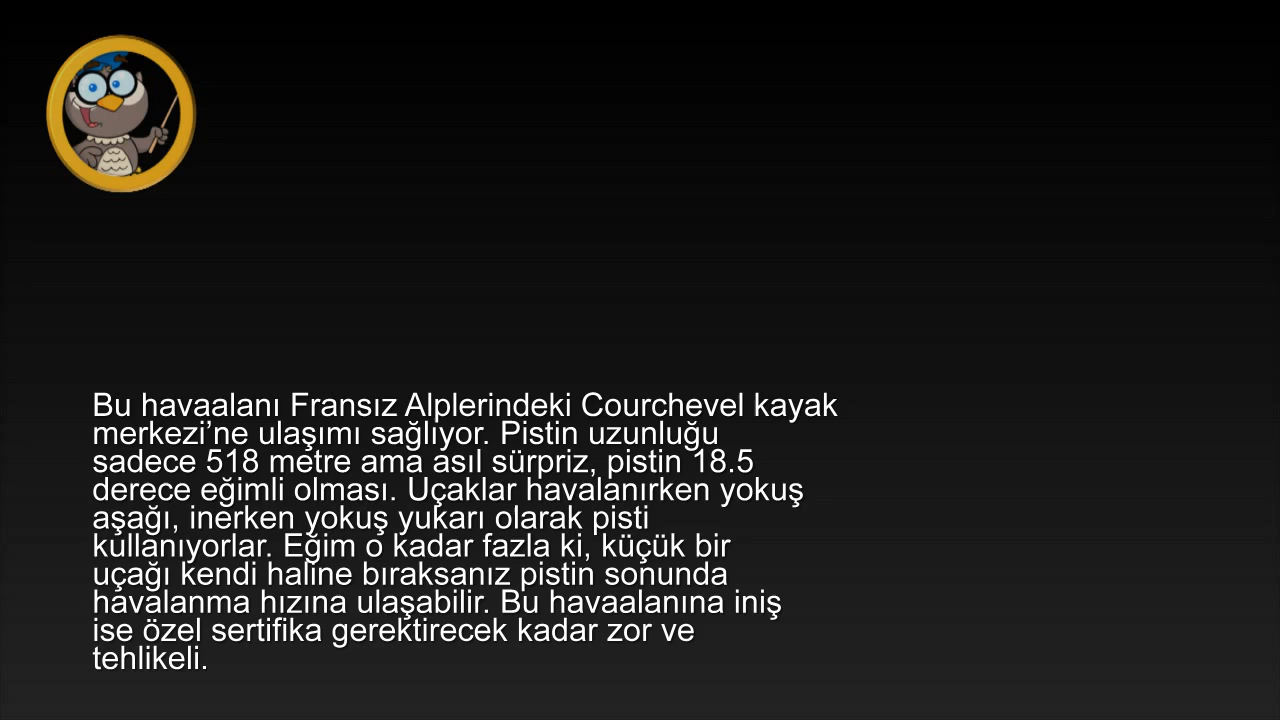 Bu havaalanı Fransız Alplerindeki Courchevel kayak
merkezi’ne ulaşımı sağlıyor. Pistin uzunluğu
sadece 518 metre ama asıl sürpriz, pistin 18.5
derece eğimli olması. Uçaklar havalanırken yokuş
aşağı, inerken yokuş yukarı olarak pisti
kullanıyorlar. Eğim o kadar fazla ki, küçük bir
uçağı kendi haline bıraksanız pistin sonunda
havalanma hızına ulaşabilir. Bu havaalanına iniş
ise özel sertifika gerektirecek kadar zor ve
tehlikeli.